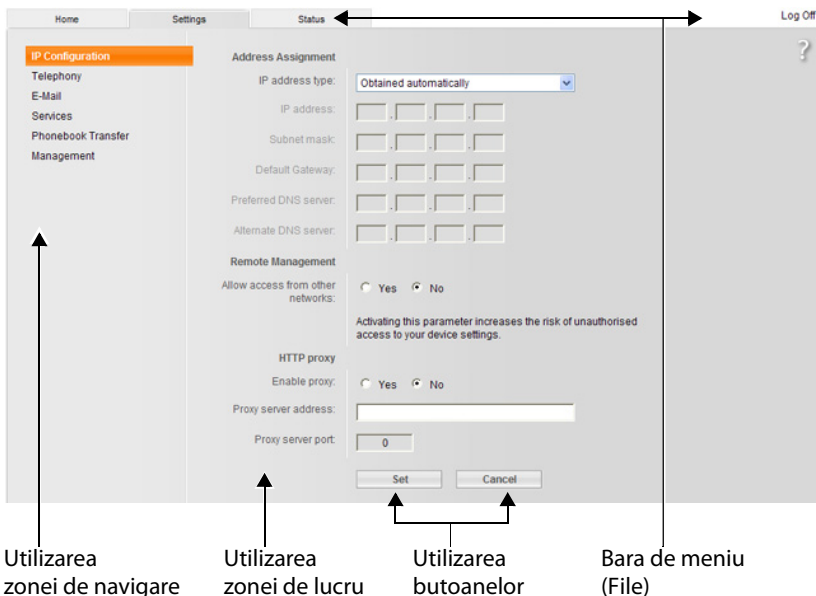 Home Settings Status Log Off
?
IP Configuration
Telephony
E-Mail
Services
Phonebook Transfer
Management
Address Assignment
IP address type: Obtained automatically
IP address: . . .
Subnet mask: . . .
Default Gateway: . . .
Preferred DNS server: . . .
Alternate DNS server: . . .
Remote Management
Allow access from other
networks: Yes No
Activating this parameter increases the risk of unauthorised
access to your device settings.
HTTP proxy
Enable proxy: Yes No
Proxy server address:
Proxy server port: 0
Set Cancel
Utilizarea
zonei de navigare
Utilizarea
zonei de lucru
Utilizarea
butoanelor
Bara de meniu
(File)